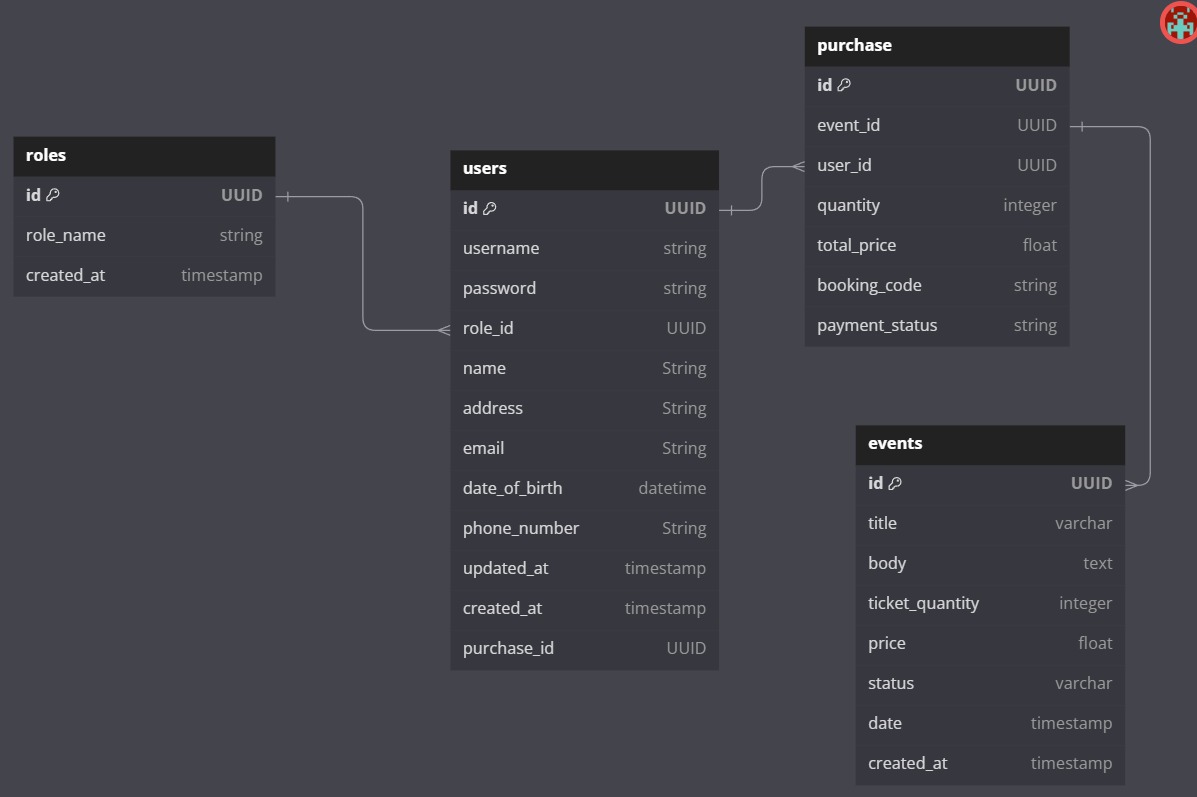 roles
id UUID
role_name string
created_at timestamp
users
id UUID
username string
password string
role_id UUID
name String
address String
email String
date_of_birth datetime
phone_number String
updated_at timestamp
created_at timestamp
purchase_id UUID
purchase
id UUID
event_id UUID
user_id UUID
quantity integer
total_price float
booking_code string
payment_status string
events
id UUID
title varchar
body text
ticket_quantity integer
price float
status varchar
date timestamp
created_at timestamp